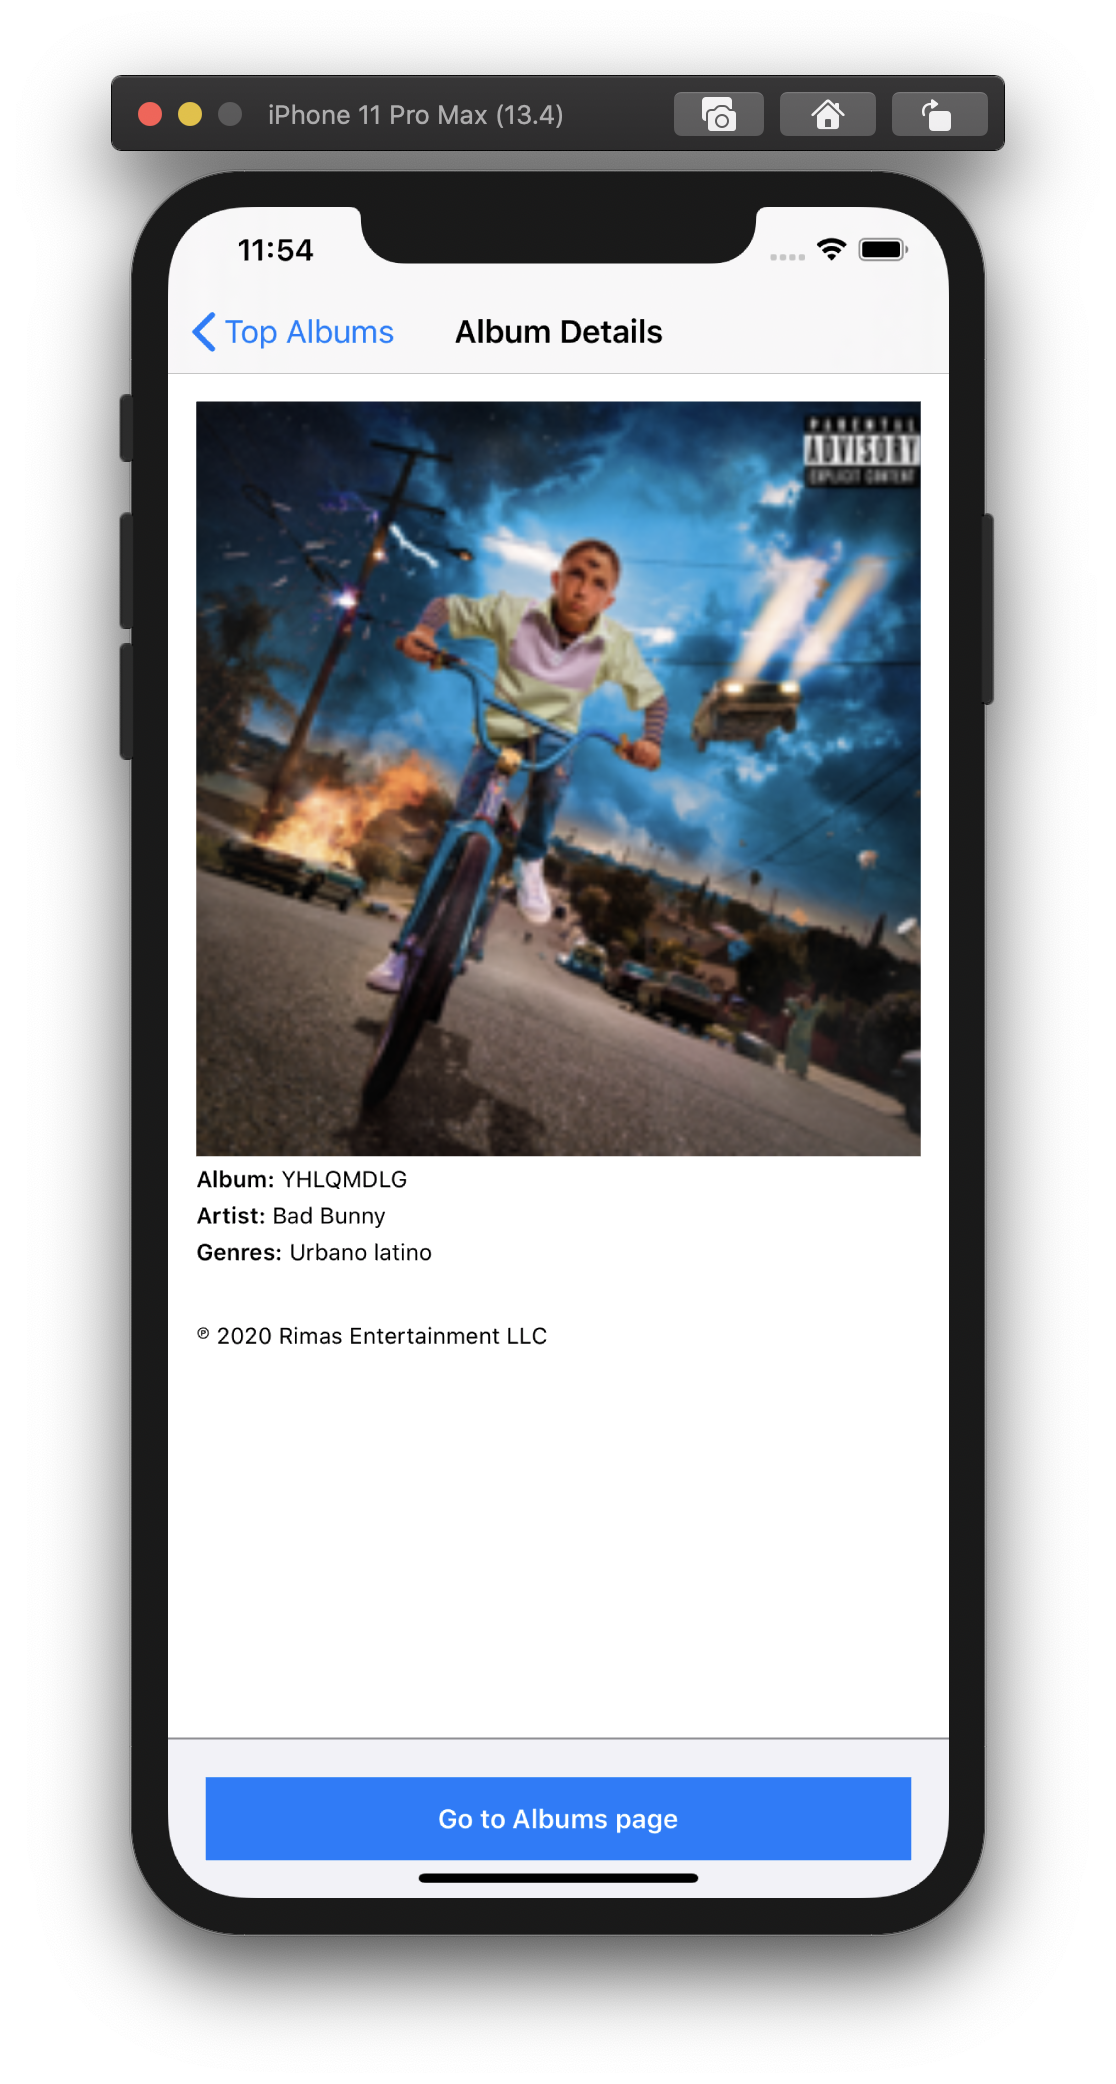 iPhone 11 Pro Max (13.4)
11:54
Top Albums
Album Details
PARENTAL
ADVISORY
EXPLICIT CONTENT
Album: YHLQMDLG
Artist: Bad Bunny
Genres: Urbano latino
℗ 2020 Rimas Entertainment LLC
Go to Albums page